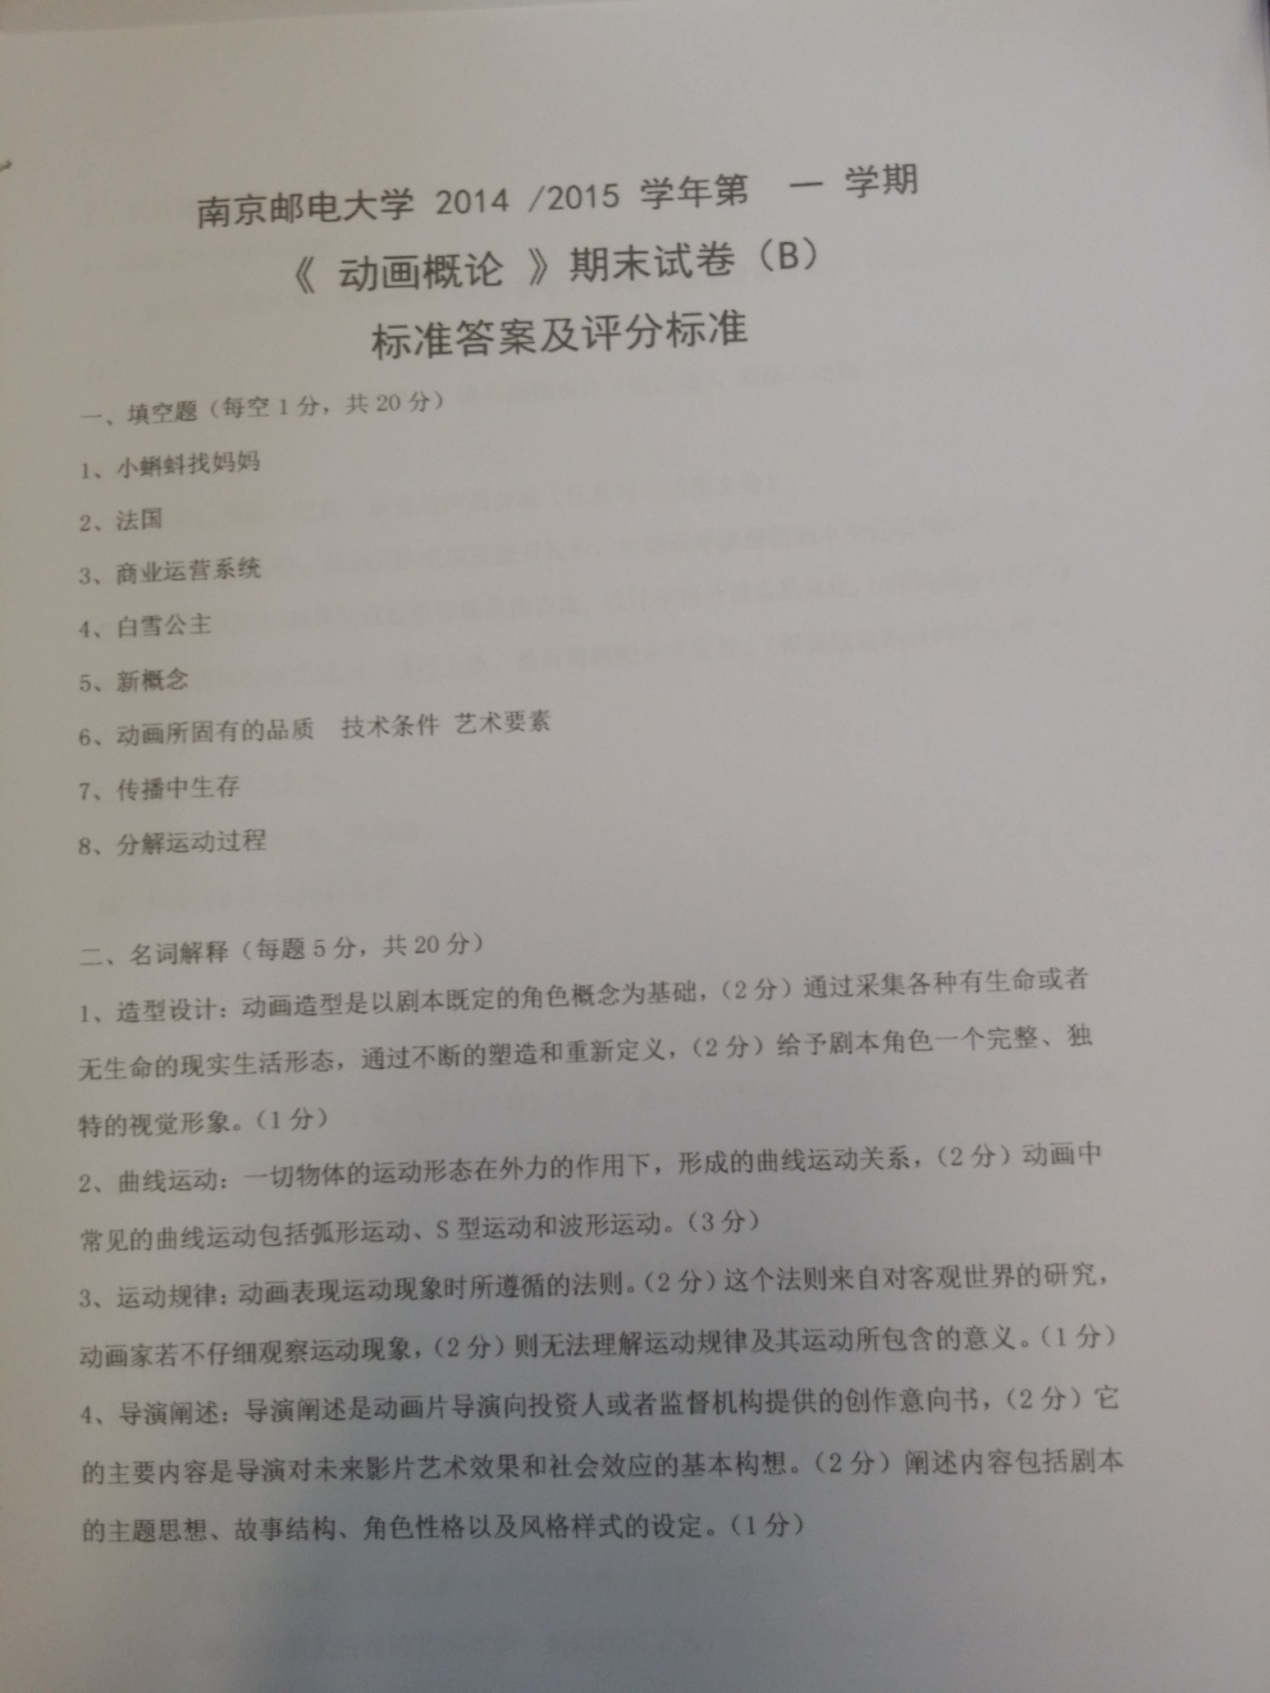 南京邮电大学 2014 /2015 学年第 一 学期
《 动画概论 》期末试卷（B）
标准答案及评分标准
一、填空题（每空 1 分，共 20 分）
1、小蝌蚪找妈妈
2、法国
3、商业运营系统
4、白雪公主
5、新概念
6、动画所固有的品质 技术条件 艺术要素
7、传播中生存
8、分解运动过程
二、名词解释（每题 5 分，共 20 分）
1、造型设计：动画造型是以剧本既定的角色概念为基础，（2 分）通过采集各种有生命或者
无生命的现实生活形态，通过不断的塑造和重新定义，（2 分）给予剧本角色一个完整、独
特的视觉形象。（1 分）
2、曲线运动：一切物体的运动形态在外力的作用下，形成的曲线运动关系，（2 分）动画中
常见的曲线运动包括弧形运动、S 型运动和波形运动。（3 分）
3、运动规律：动画表现运动现象时所遵循的法则。（2 分）这个法则来自对客观世界的研究，
动画家若不仔细观察运动现象，（2 分）则无法理解运动规律及其运动所包含的意义。（1 分）
4、导演阐述：导演阐述是动画片导演向投资人或者监督机构提供的创作意向书，（2 分）它
的主要内容是导演对未来影片艺术效果和社会效应的基本构想。（2 分）阐述内容包括剧本
的主题思想、故事结构、角色性格以及风格样式的设定。（1 分）